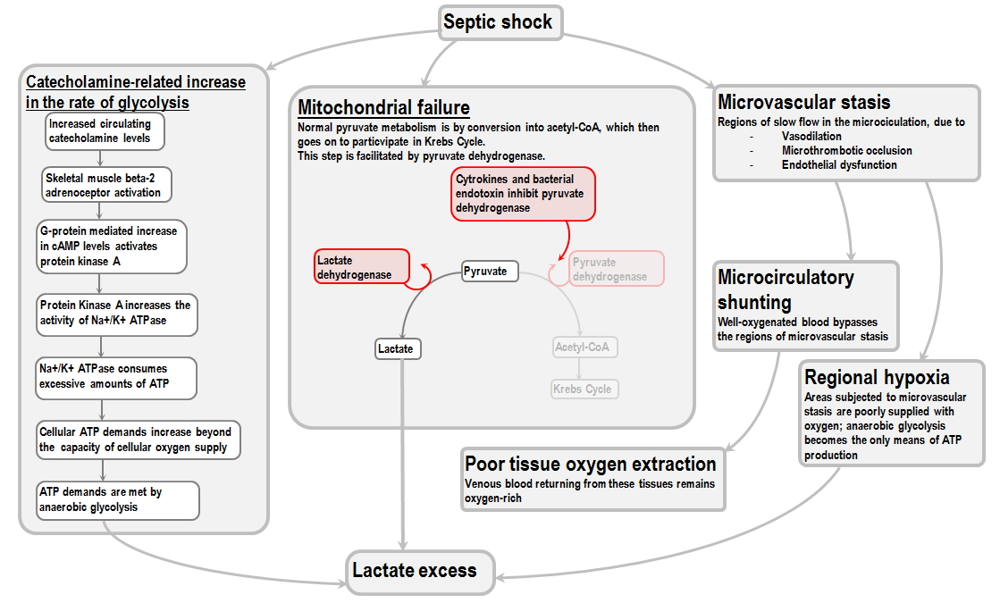 Septic shock
Catecholamine-related increase
in the rate of glycolysis
Increased circulating
catecholamine levels
Skeletal muscle beta-2
adrenoceptor activation
G-protein mediated increase
in cAMP levels activates
protein kinase A
Protein Kinase A increases the
activity of Na+/K+ ATPase
Na+/K+ ATPase consumes
excessive amounts of ATP
Cellular ATP demands increase beyond
the capacity of cellular oxygen supply
ATP demands are met by
anaerobic glycolysis
Mitochondrial failure
Normal pyruvate metabolism is by conversion into acetyl-CoA, which then
goes on to particvipate in Krebs Cycle.
This step is facilitated by pyruvate dehydrogenase.
Cytrokines and bacterial
endotoxin inhibit pyruvate
dehydrogenase
Lactate
dehydrogenase
Pyruvate
Pyruvate
dehydrogenase
Lactate
Acetyl-CoA
Krebs Cycle
Microvascular stasis
Regions of slow flow in the microciculation, due to
- Vasodilation
- Microthrombotic occlusion
- Endothelial dysfunction
Microcirculatory
shunting
Well-oxygenated blood bypasses
the regions of microvascular stasis
Regional hypoxia
Areas subjected to microvascular
stasis are poorly supplied with
oxygen; anaerobic glycolysis
becomes the only means of ATP
production
Poor tissue oxygen extraction
Venous blood returning from these tissues remains
oxygen-rich
Lactate excess